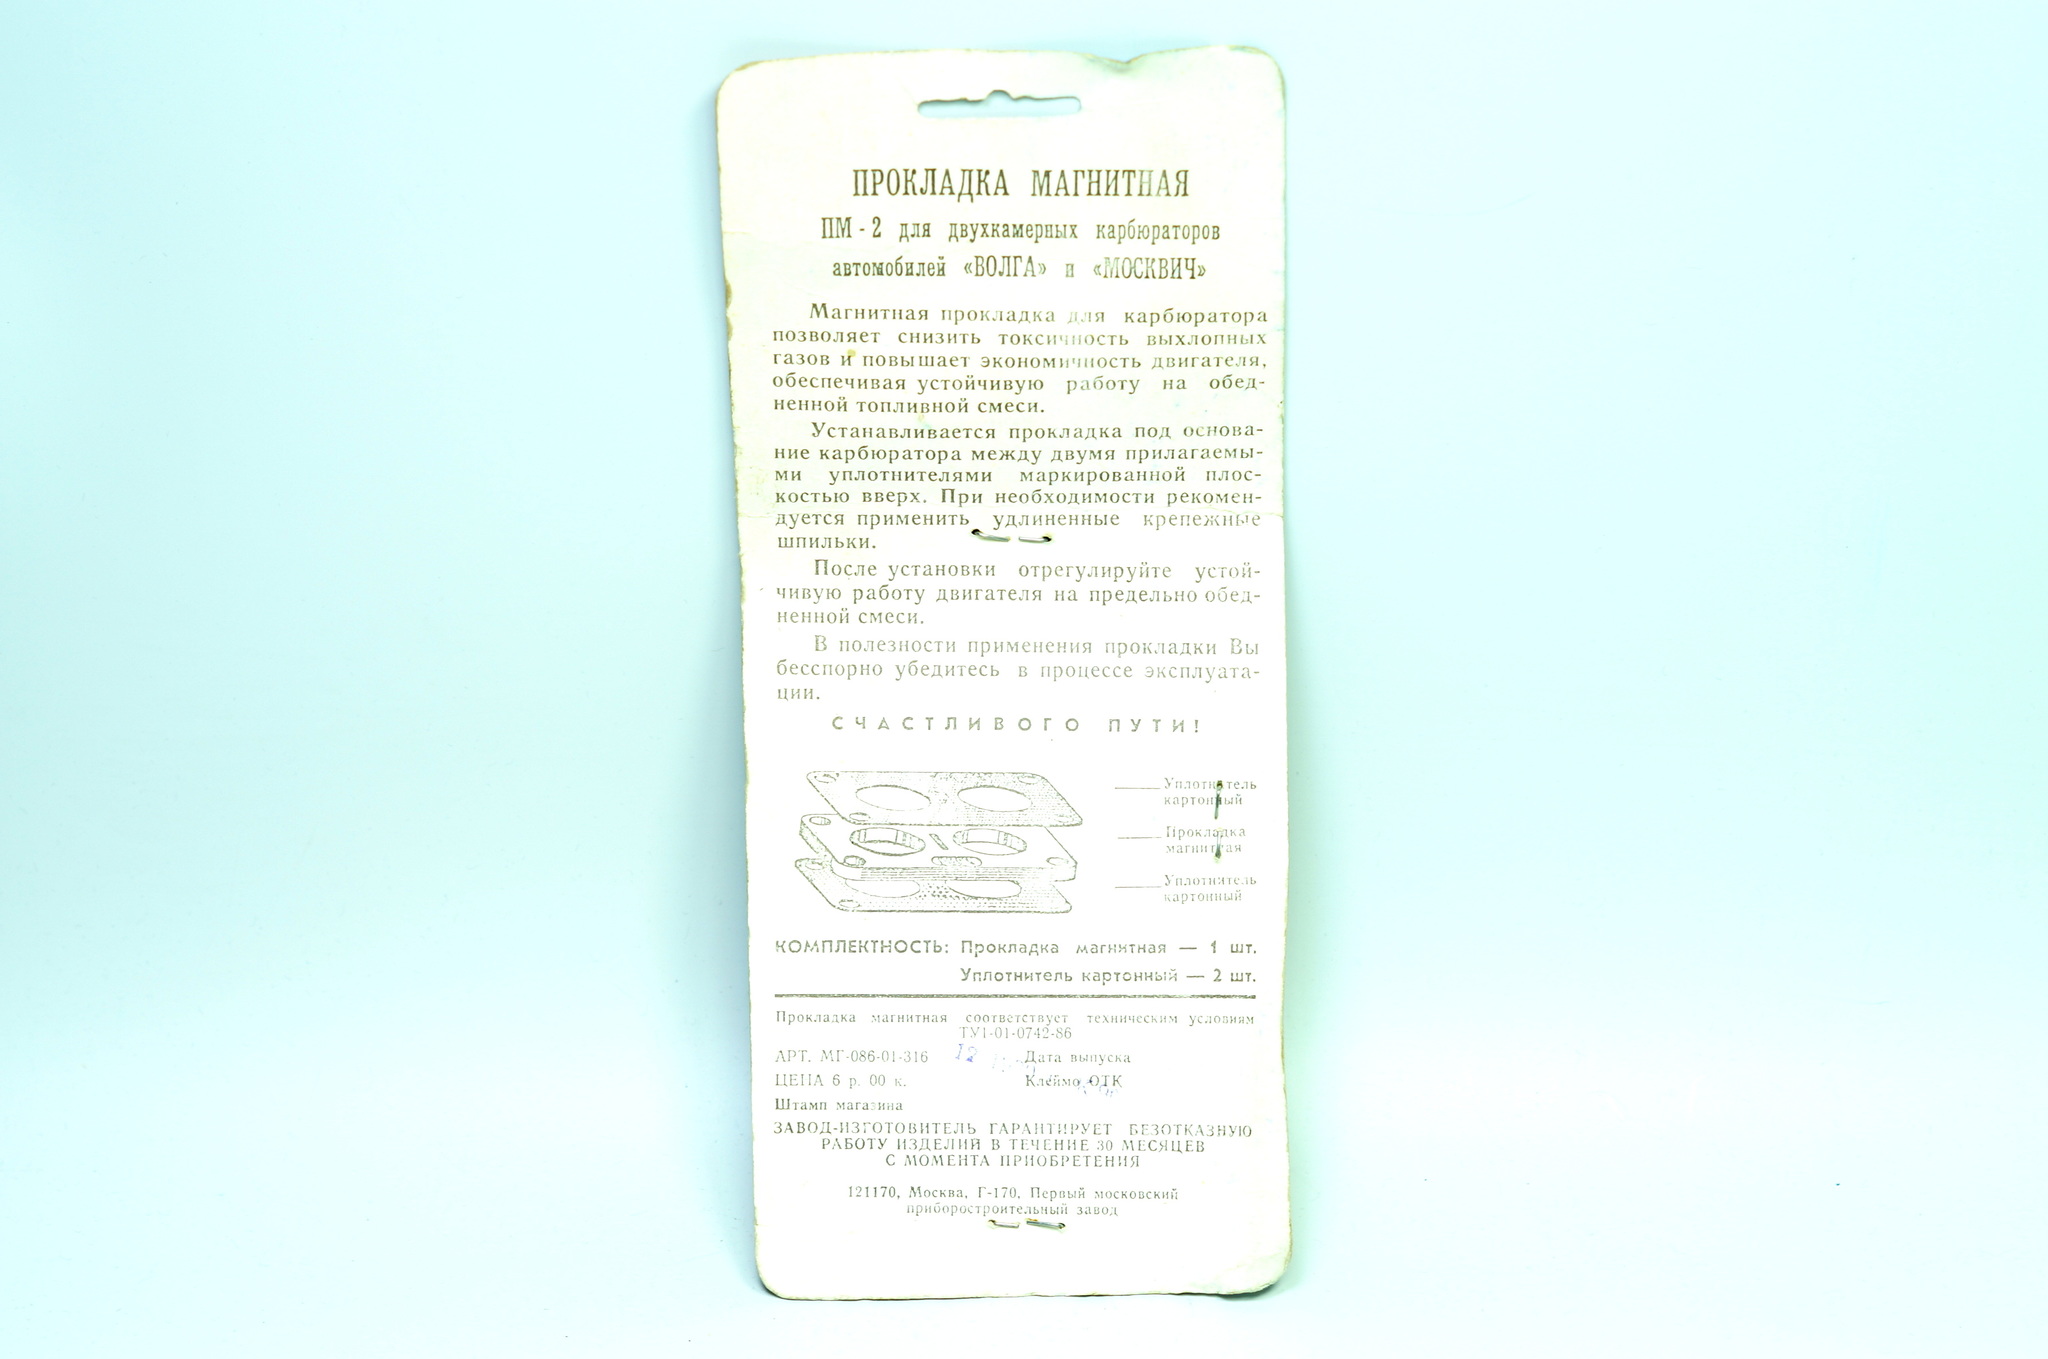 ПРОКЛАДКА МАГНИТНАЯ
ПМ - 2 для двухкамерных карбюраторов
автомобилей «ВОЛГА» и «МОСКВИЧ»
Магнитная прокладка для карбюратора
позволяет снизить токсичность выхлопных
газов и повышает экономичность двигателя,
обеспечивая устойчивую работу на обед-
ненной топливной смеси.
Устанавливается прокладка под основа-
ние карбюратора между двумя прилагаемы-
ми уплотнителями маркированной плос-
костью вверх. При необходимости рекомен-
дуется применить удлиненные крепежные
шпильки.
После установки отрегулируйте устой-
чивую работу двигателя на предельно обед-
ненной смеси.
В полезности применения прокладки Вы
бесспорно убедитесь в процессе эксплуата-
ции.
СЧАСТЛИВОГО ПУТИ!
Уплотнитель
картонный
Прокладка
магнитная
Уплотнитель
картонный
КОМПЛЕКТНОСТЬ: Прокладка магнитная — 1 шт.
Уплотнитель картонный — 2 шт.
Прокладка магнитная соответствует техническим условиям
ТУ1-01-0742-86
АРТ. МГ-086-01-316 12 Дата выпуска
ЦЕНА 6 р. 00 к. Клеймо ОТК
Штамп магазина
ЗАВОД-ИЗГОТОВИТЕЛЬ ГАРАНТИРУЕТ БЕЗОТКАЗНУЮ
РАБОТУ ИЗДЕЛИЙ В ТЕЧЕНИЕ 30 МЕСЯЦЕВ
С МОМЕНТА ПРИОБРЕТЕНИЯ
121170, Москва, Г-170, Первый московский
приборостроительный завод